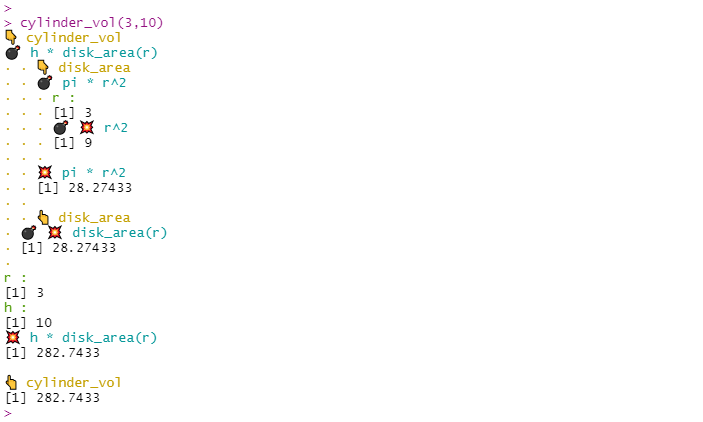 >
> cylinder_vol(3,10)
👇 cylinder_vol
💣 h * disk_area(r)
· · 👇 disk_area
· · 💣 pi * r^2
· · · r :
· · · [1] 3
· · · 💣 💥 r^2
· · · [1] 9
· · ·
· · 💥 pi * r^2
· · [1] 28.27433
· ·
· · 👆 disk_area
· 💣 💥 disk_area(r)
· [1] 28.27433
·
r :
[1] 3
h :
[1] 10
💥 h * disk_area(r)
[1] 282.7433
👆 cylinder_vol
[1] 282.7433
>